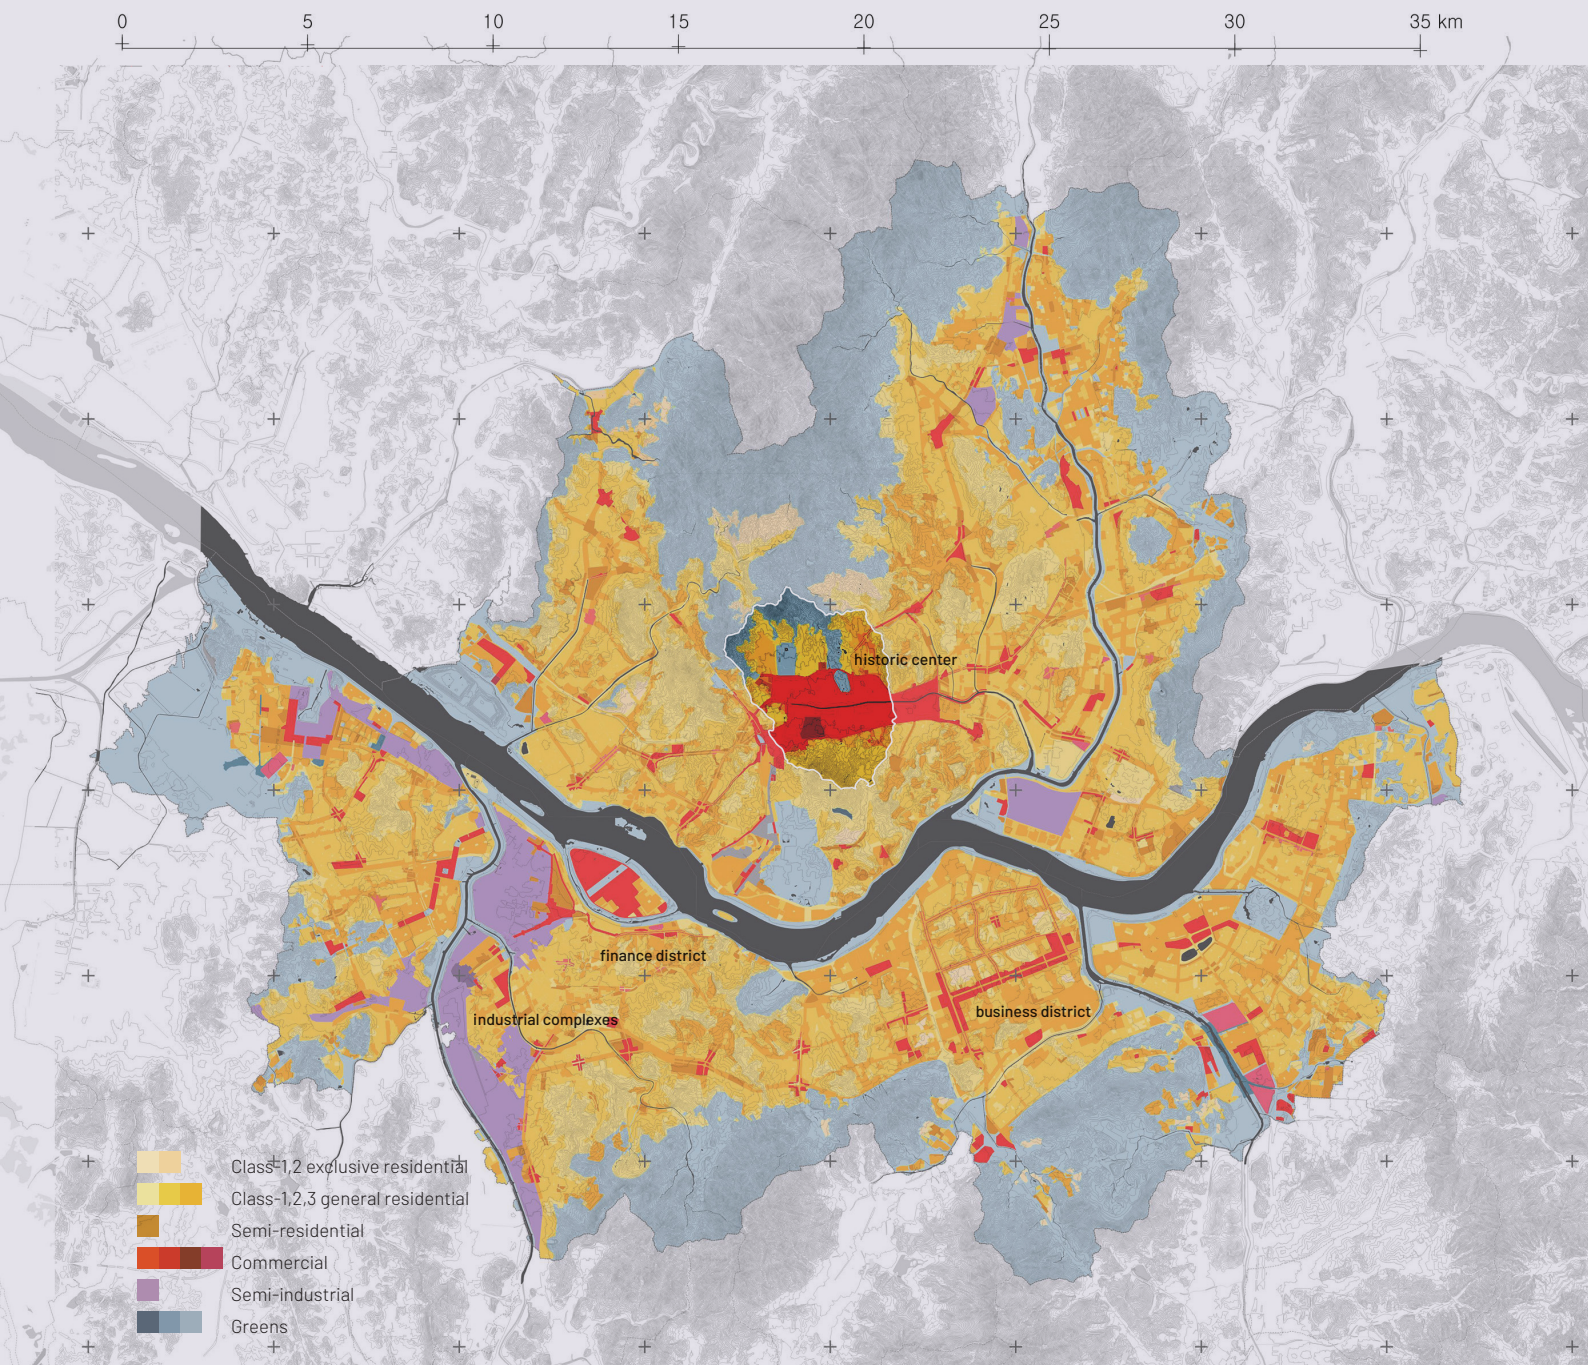 0 5 10 15 20 25 30 35 km
historic center
finance district
business district
industrial complexes
Class-1,2 exclusive residential
Class-1,2,3 general residential
Semi-residential
Commercial
Semi-industrial
Greens